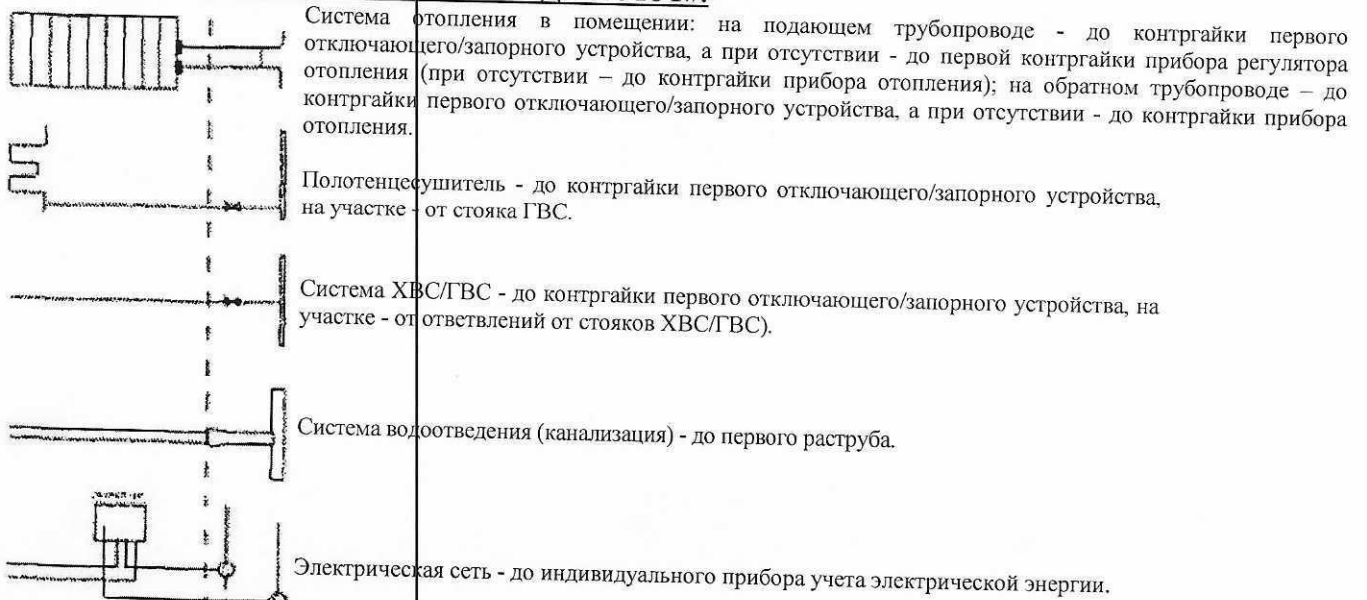 Система отопления в помещении: на подающем трубопроводе - до контргайки первого
отключающего/запорного устройства, а при отсутствии - до первой контргайки прибора регулятора
отопления (при отсутствии – до контргайки прибора отопления); на обратном трубопроводе – до
контргайки первого отключающего/запорного устройства, а при отсутствии - до контргайки прибора
отопления.
Полотенцесушитель - до контргайки первого отключающего/запорного устройства,
на участке - от стояка ГВС.
Система ХВС/ГВС - до контргайки первого отключающего/запорного устройства, на
участке - от ответвлений от стояков ХВС/ГВС).
Система водоотведения (канализация) - до первого раструба.
Электрическая сеть - до индивидуального прибора учета электрической энергии.